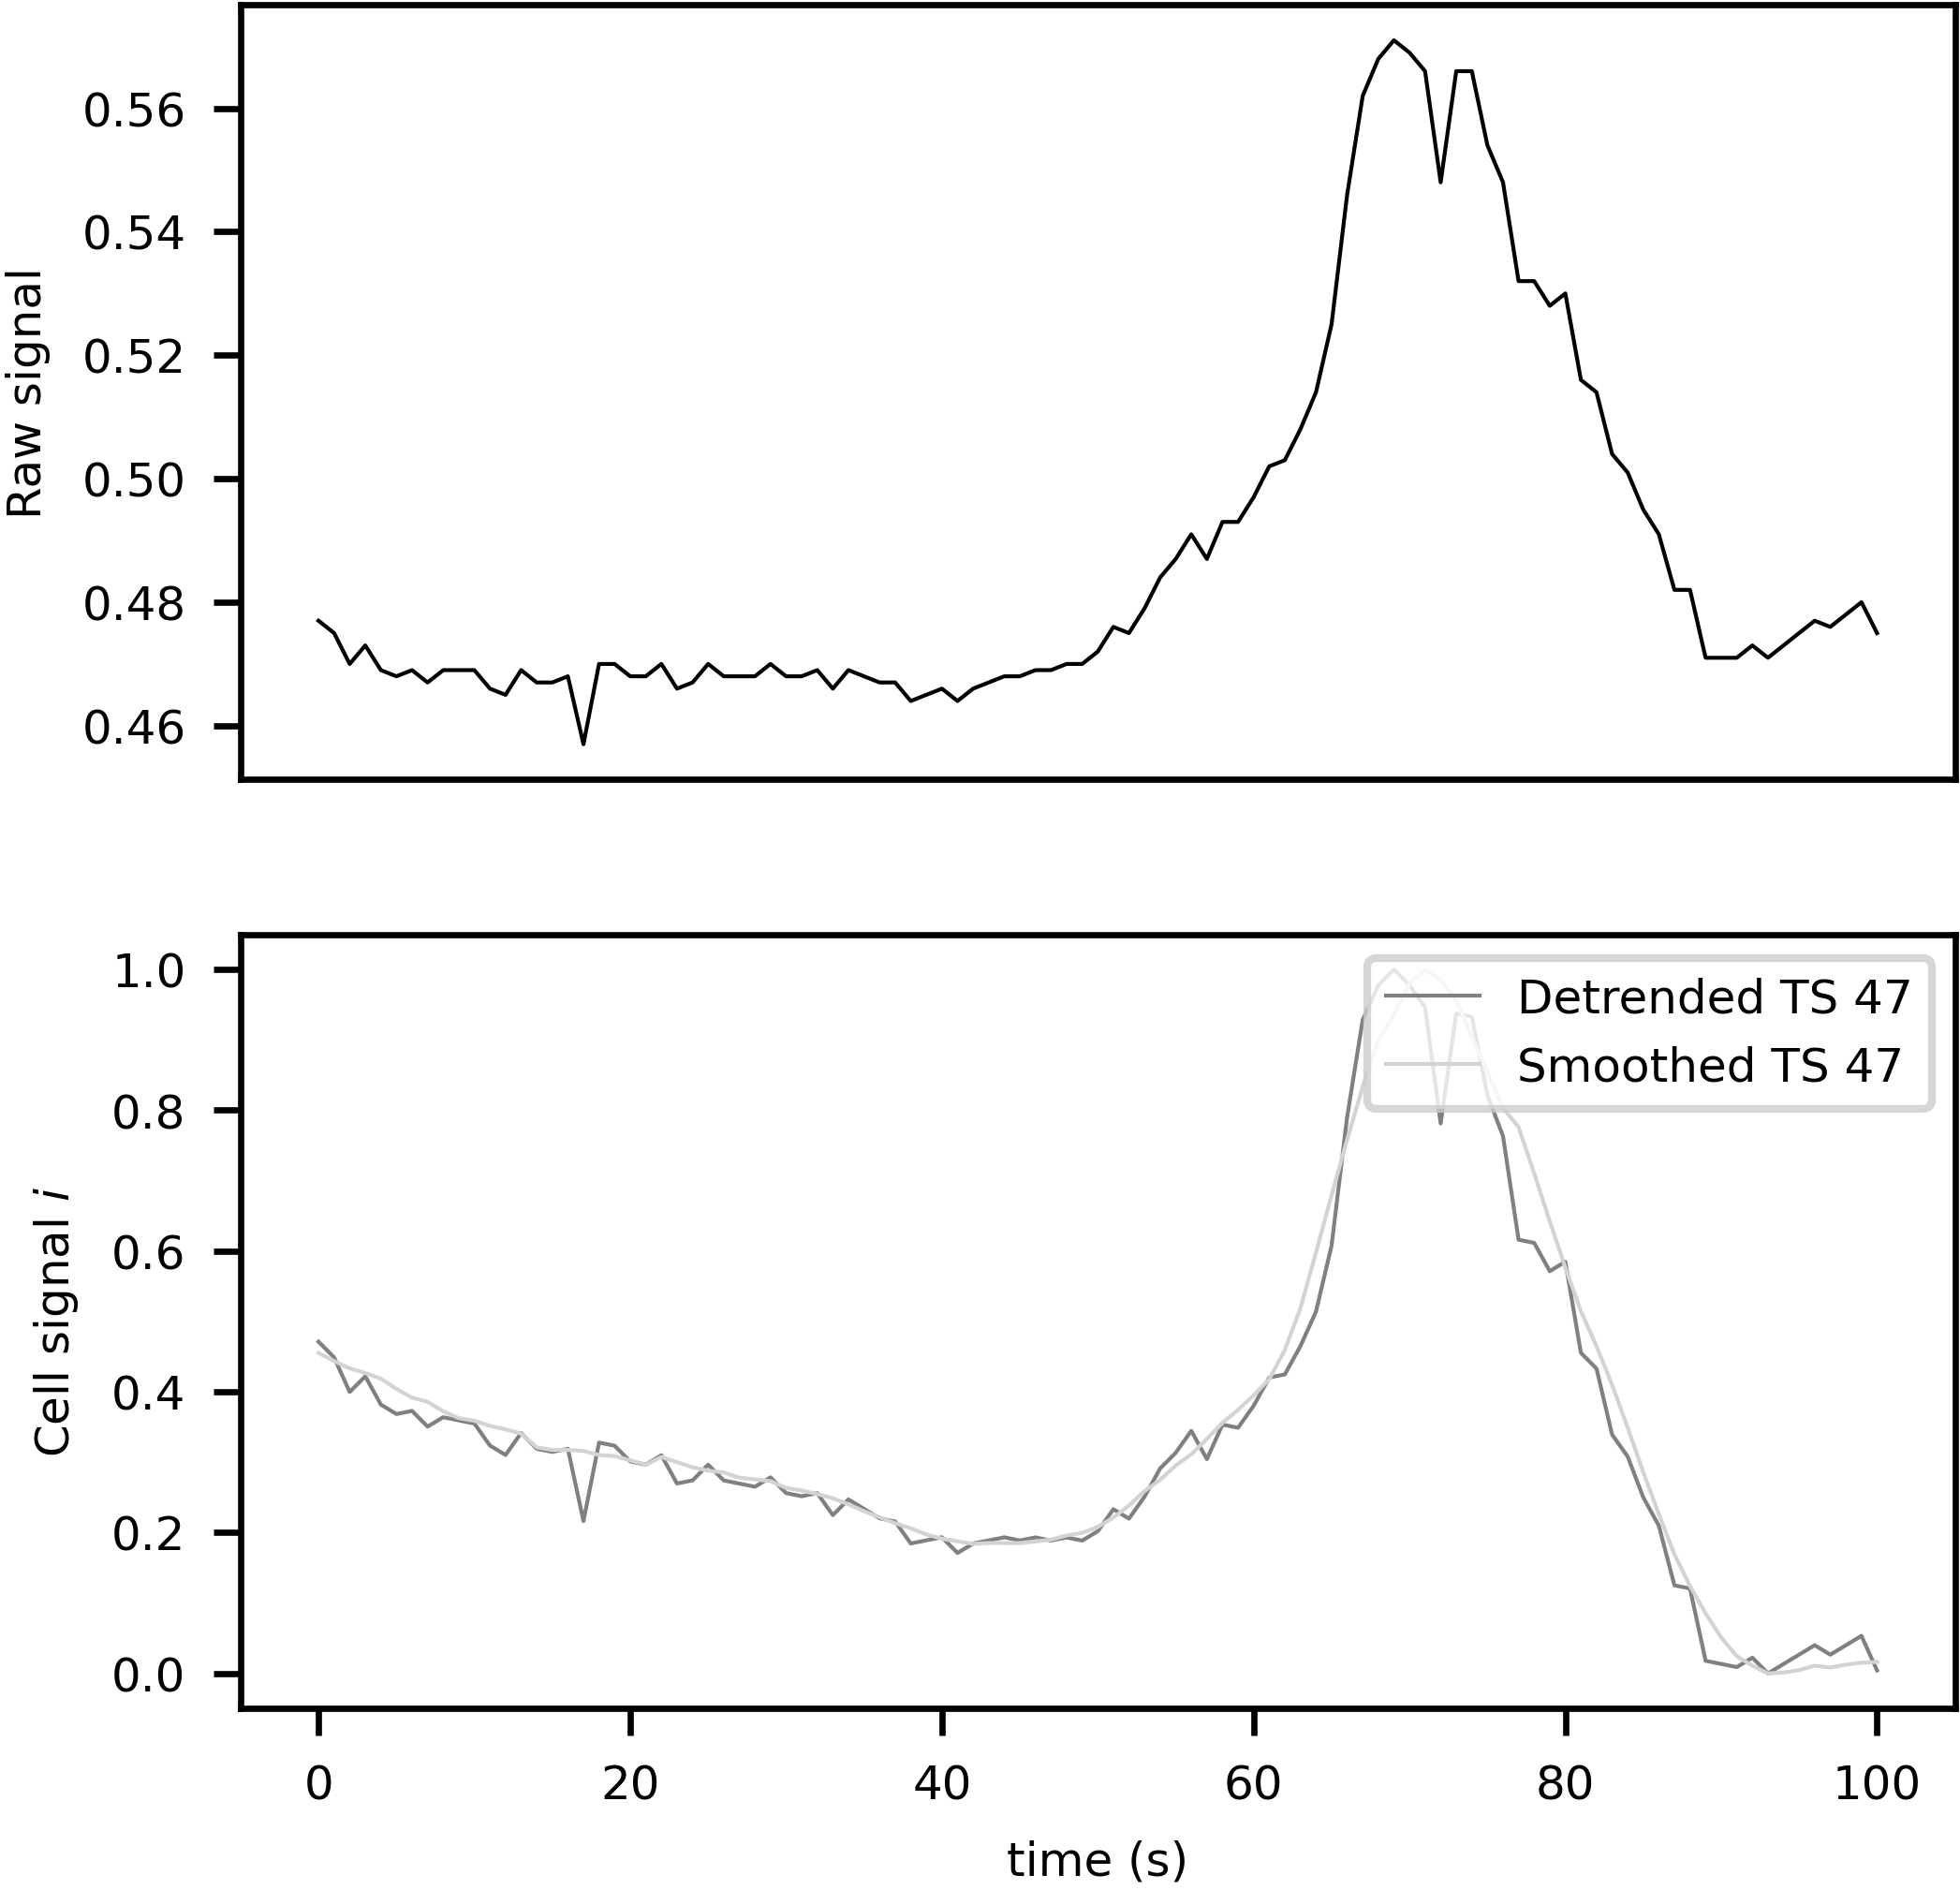 Raw signal
0.56
0.54
0.52
0.50
0.48
0.46
Cell signal i
1.0
0.8
0.6
0.4
0.2
0.0
Detrended TS 47
Smoothed TS 47
0 20 40 60 80 100
time (s)